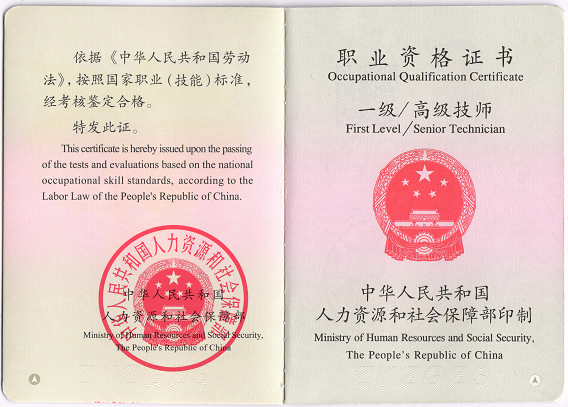 依据《中华人民共和国劳动
法》，按照国家职业（技能）标准，
经考核鉴定合格。
特发此证。
This certificate is hereby issued upon the passing
of the tests and evaluations based on the national
occupational skill standards, according to the
Labor Law of the People's Republic of China.
中华人民共和国人力资源和社会保障部
中华人民共和国
人力资源和社会保障部
Ministry of Human Resources and Social Security,
The People's Republic of China
职业资格证书
Occupational Qualification Certificate
一级/高级技师
First Level/Senior Technician
中华人民共和国
人力资源和社会保障部印制
Ministry of Human Resources and Social Security,
The People's Republic of China